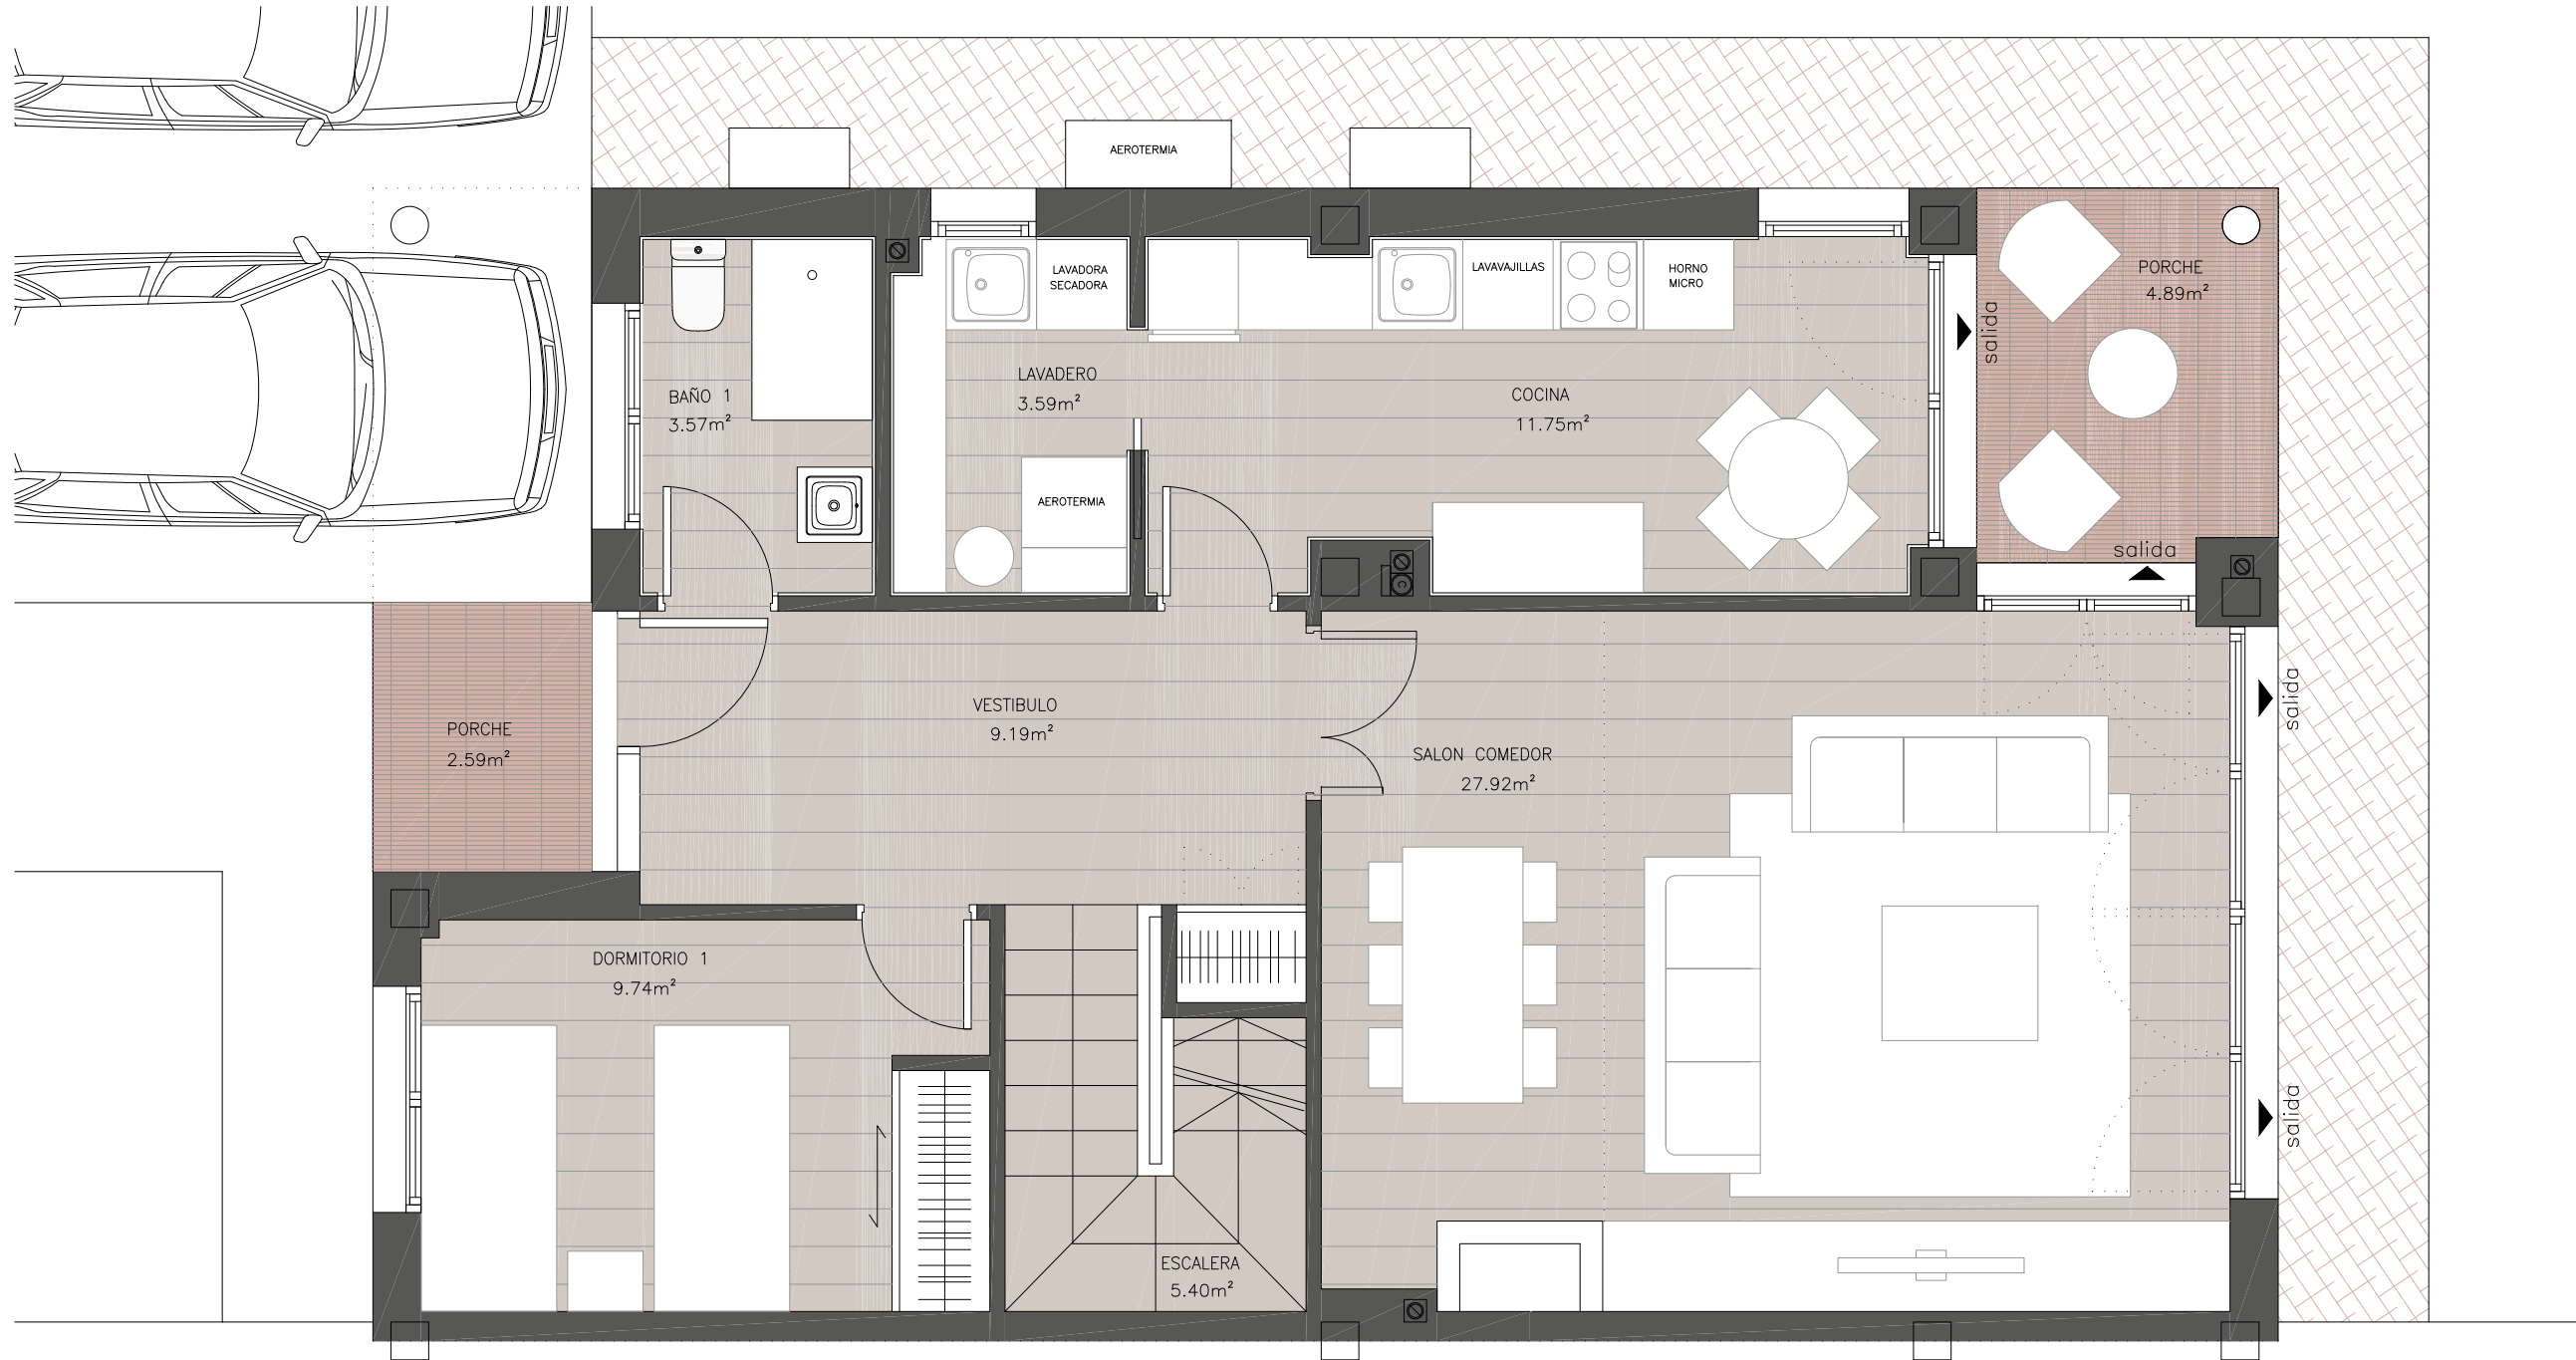 AEROTERMIA
LAVADORA
SECADORA
LAVAVAJILLAS
HORNO
MICRO
PORCHE
4.89m²
salida
LAVADERO
3.59m²
BAÑO 1
3.57m²
COCINA
11.75m²
AEROTERMIA
salida
C
VESTIBULO
9.19m²
PORCHE
2.59m²
SALON COMEDOR
27.92m²
salida
DORMITORIO 1
9.74m²
salida
ESCALERA
5.40m²